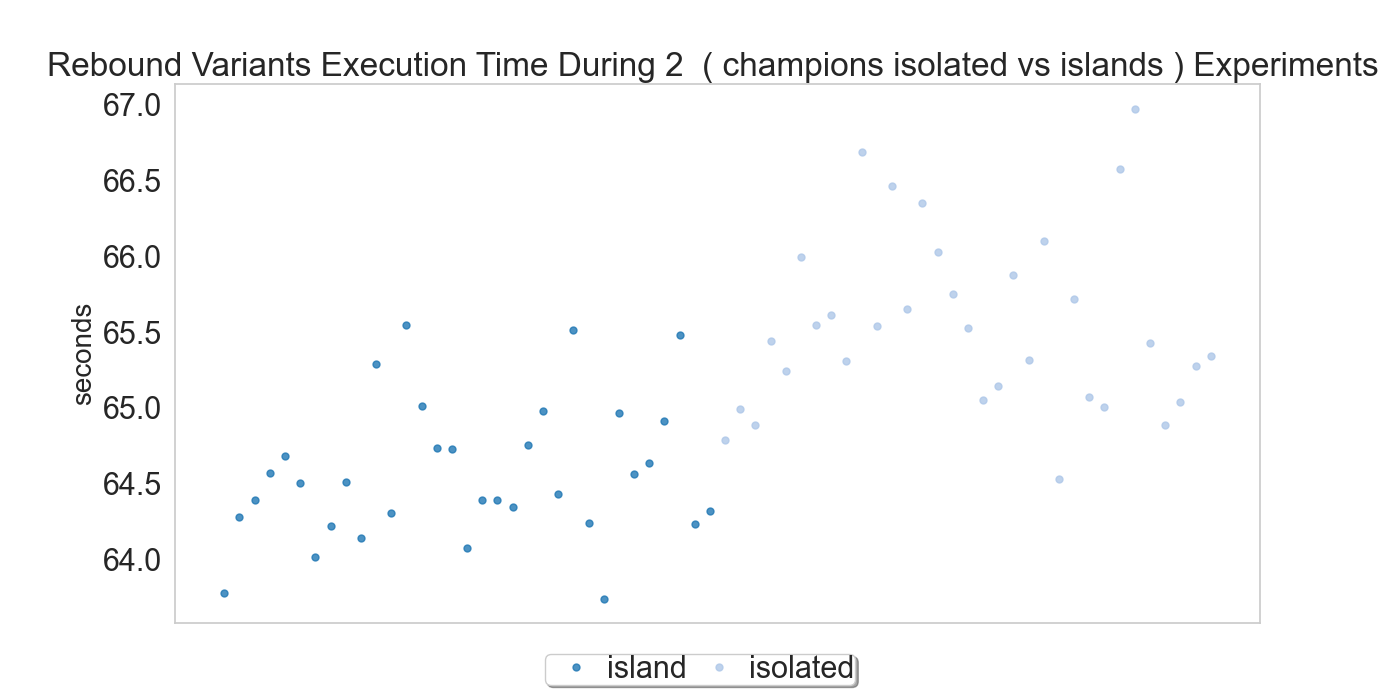 Rebound Variants Execution Time During 2  ( champions isolated vs islands ) Experiments
67.0
66.5
66.0
65.5
65.0
64.5
64.0
seconds
island
isolated